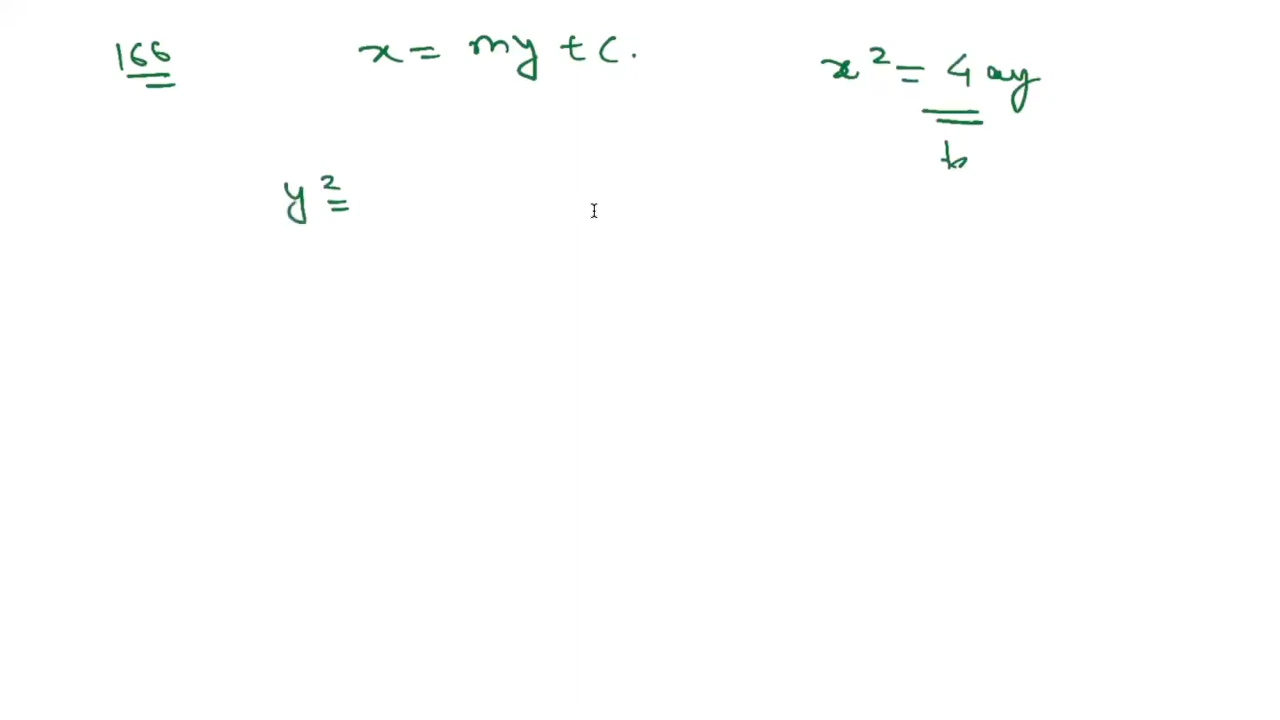 166 x = my + c. x² = 4ay
b
y² =